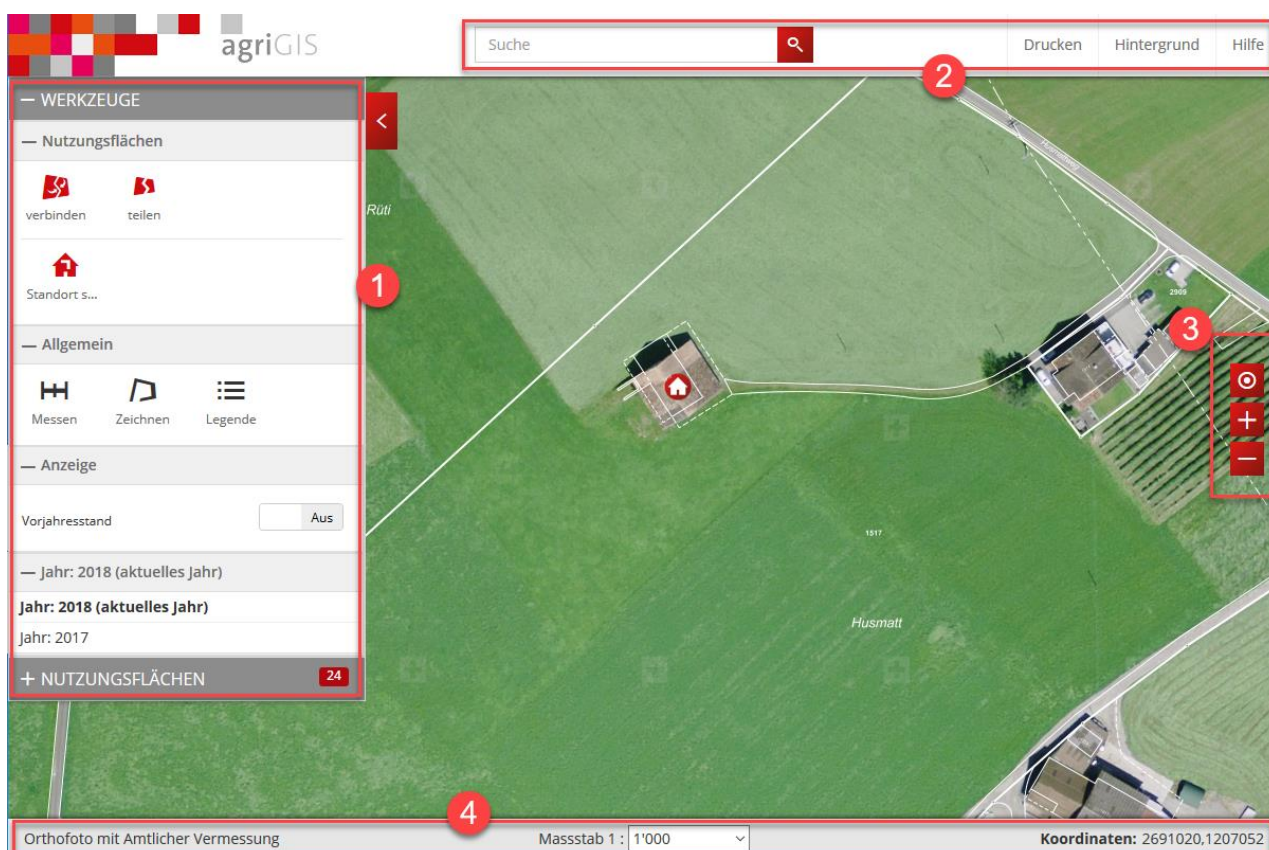 agriGIS
Suche
Drucken Hintergrund Hilfe
2
— WERKZEUGE
— Nutzungsflächen
verbinden teilen
Standort s...
1
— Allgemein
Messen Zeichnen Legende
— Anzeige
Vorjahresstand Aus
— Jahr: 2018 (aktuelles Jahr)
Jahr: 2018 (aktuelles Jahr)
Jahr: 2017
+ NUTZUNGSFLÄCHEN 24
Rüti
2909
3
1517
Husmatt
4
Orthofoto mit Amtlicher Vermessung Massstab 1 : 1'000 Koordinaten: 2691020,1207052